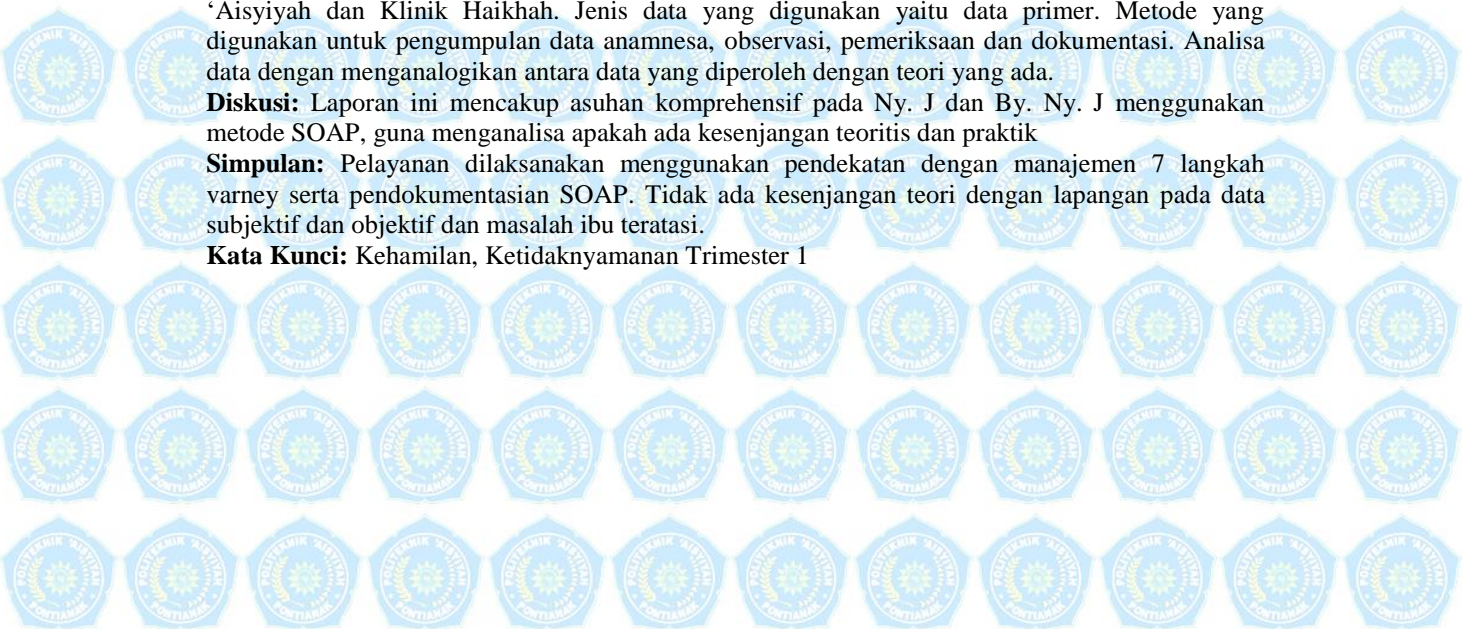 ‘Aisyiyah dan Klinik Haikhah. Jenis data yang digunakan yaitu data primer. Metode yang
digunakan untuk pengumpulan data anamnesa, observasi, pemeriksaan dan dokumentasi. Analisa
data dengan menganalogikan antara data yang diperoleh dengan teori yang ada.
Diskusi: Laporan ini mencakup asuhan komprehensif pada Ny. J dan By. Ny. J menggunakan
metode SOAP, guna menganalisa apakah ada kesenjangan teoritis dan praktik
Simpulan: Pelayanan dilaksanakan menggunakan pendekatan dengan manajemen 7 langkah
varney serta pendokumentasian SOAP. Tidak ada kesenjangan teori dengan lapangan pada data
subjektif dan objektif dan masalah ibu teratasi.
Kata Kunci: Kehamilan, Ketidaknyamanan Trimester 1